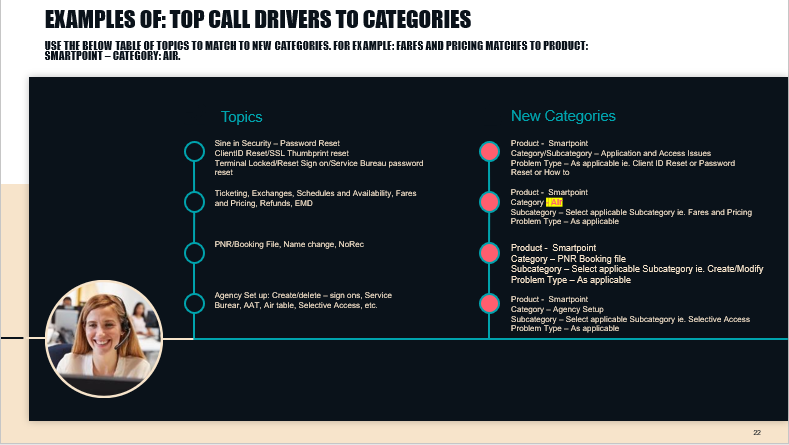 EXAMPLES OF: TOP CALL DRIVERS TO CATEGORIES
USE THE BELOW TABLE OF TOPICS TO MATCH TO NEW CATEGORIES. FOR EXAMPLE: FARES AND PRICING MATCHES TO PRODUCT:
SMARTPOINT – CATEGORY: AIR.
Topics
Sine in Security – Password Reset
ClientID Reset/SSL Thumbprint reset
Terminal Locked/Reset Sign on/Service Bureau password
reset
Ticketing, Exchanges, Schedules and Availability, Fares
and Pricing, Refunds, EMD
PNR/Booking File, Name change, NoRec
Agency Set up: Create/delete – sign ons, Service
Burear, AAT, Air table, Selective Access, etc.
New Categories
Product - Smartpoint
Category/Subcategory – Application and Access Issues
Problem Type – As applicable ie. Client ID Reset or Password
Reset or How to
Product - Smartpoint
Category - Air
Subcategory – Select applicable Subcategory ie. Fares and Pricing
Problem Type – As applicable
Product - Smartpoint
Category – PNR Booking file
Subcategory – Select applicable Subcategory ie. Create/Modify
Problem Type – As applicable
Product - Smartpoint
Category – Agency Setup
Subcategory – Select applicable Subcategory ie. Selective Access
Problem Type – As applicable
22